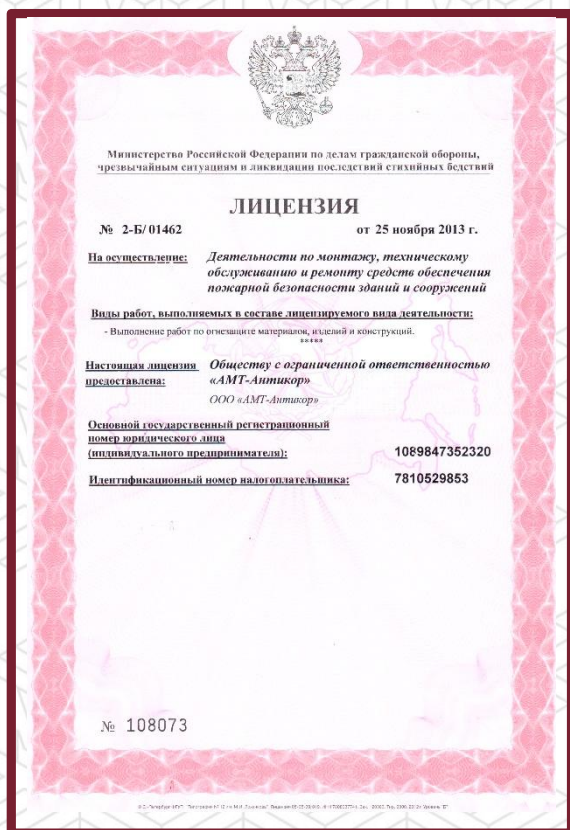 Министерство Российской Федерации по делам гражданской обороны,
чрезвычайным ситуациям и ликвидации последствий стихийных бедствий
ЛИЦЕНЗИЯ
№ 2-Б/01462 от 25 ноября 2013 г.
На осуществление: Деятельности по монтажу, техническому
обслуживанию и ремонту средств обеспечения
пожарной безопасности зданий и сооружений
Виды работ, выполняемых в составе лицензируемого вида деятельности:
- Выполнение работ по огнезащите материалов, изделий и конструкций.
*****
Настоящая лицензия Обществу с ограниченной ответственностью
предоставлена: «АМТ-Антикор»
ООО «АМТ-Антикор»
Основной государственный регистрационный
номер юридического лица
(индивидуального предпринимателя): 1089847352320
Идентификационный номер налогоплательщика: 7810529853
№ 108073